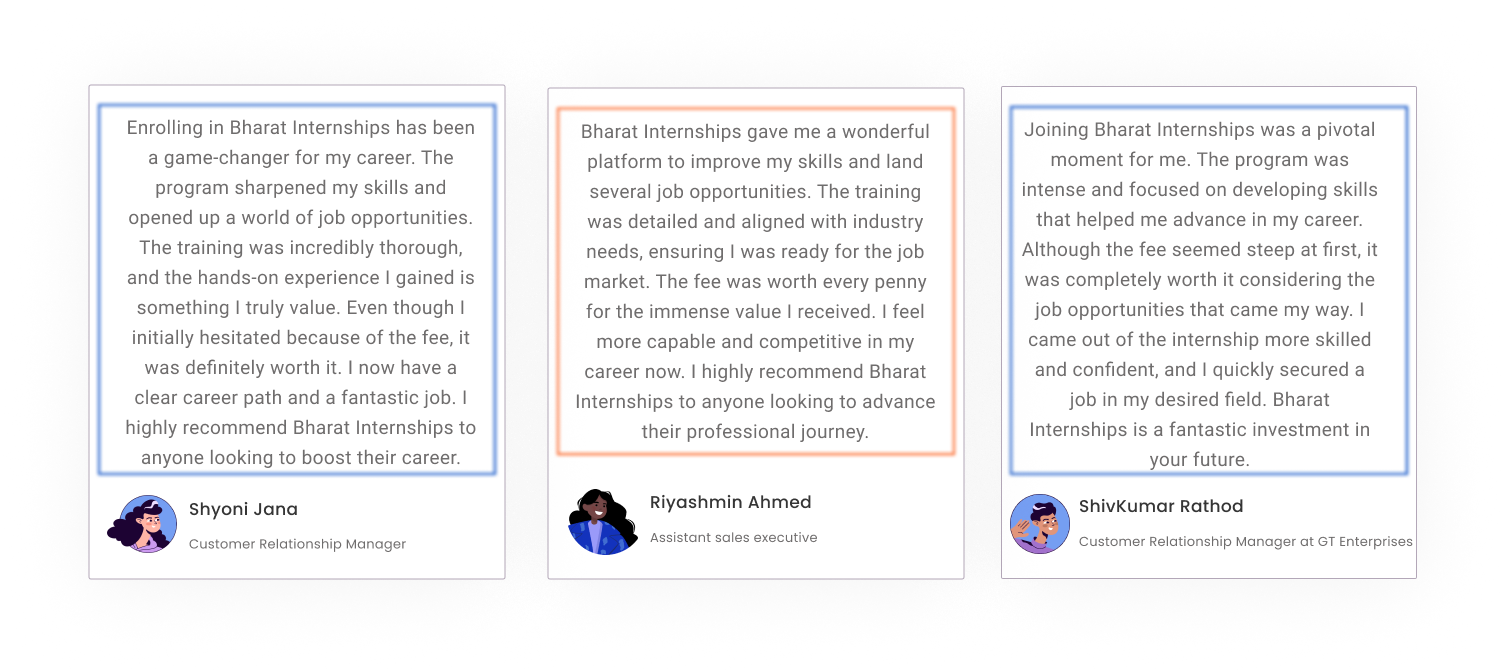 Enrolling in Bharat Internships has been
a game-changer for my career. The
program sharpened my skills and
opened up a world of job opportunities.
The training was incredibly thorough,
and the hands-on experience I gained is
something I truly value. Even though I
initially hesitated because of the fee, it
was definitely worth it. I now have a
clear career path and a fantastic job. I
highly recommend Bharat Internships to
anyone looking to boost their career.
Shyoni Jana
Customer Relationship Manager
Bharat Internships gave me a wonderful
platform to improve my skills and land
several job opportunities. The training
was detailed and aligned with industry
needs, ensuring I was ready for the job
market. The fee was worth every penny
for the immense value I received. I feel
more capable and competitive in my
career now. I highly recommend Bharat
Internships to anyone looking to advance
their professional journey.
Riyashmin Ahmed
Assistant sales executive
Joining Bharat Internships was a pivotal
moment for me. The program was
intense and focused on developing skills
that helped me advance in my career.
Although the fee seemed steep at first, it
was completely worth it considering the
job opportunities that came my way. I
came out of the internship more skilled
and confident, and I quickly secured a
job in my desired field. Bharat
Internships is a fantastic investment in
your future.
ShivKumar Rathod
Customer Relationship Manager at GT Enterprises